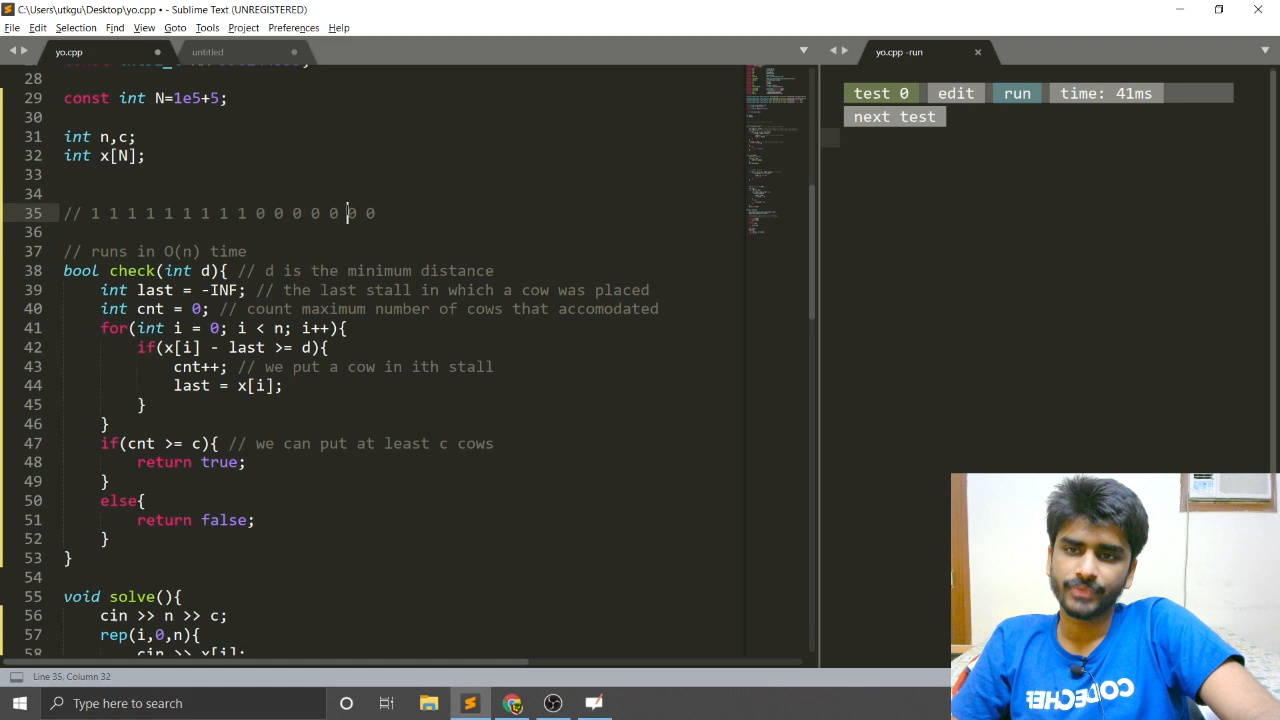 C:\Users\utkgu\Desktop\yo.cpp • - Sublime Text (UNREGISTERED)
File Edit Selection Find View Goto Tools Project Preferences Help
yo.cpp untitled yo.cpp -run
28
29 const int N=1e5+5;
30
31 int n,c;
32 int x[N];
33
34
35 // 1 1 1 1 1 1 1 1 1 0 0 0 0 0 0 0
36
37 // runs in O(n) time
38 bool check(int d){ // d is the minimum distance
39 int last = -INF; // the last stall in which a cow was placed
40 int cnt = 0; // count maximum number of cows that accomodated
41 for(int i = 0; i < n; i++){
42 if(x[i] - last >= d){
43 cnt++; // we put a cow in ith stall
44 last = x[i];
45 }
46 }
47 if(cnt >= c){ // we can put at least c cows
48 return true;
49 }
50 else{
51 return false;
52 }
53 }
54
55 void solve(){
56 cin >> n >> c;
57 rep(i,0,n){
58 cin >> x[i];
test 0 edit run time: 41ms
next test
CODECHEF
Line 35, Column 32
Type here to search